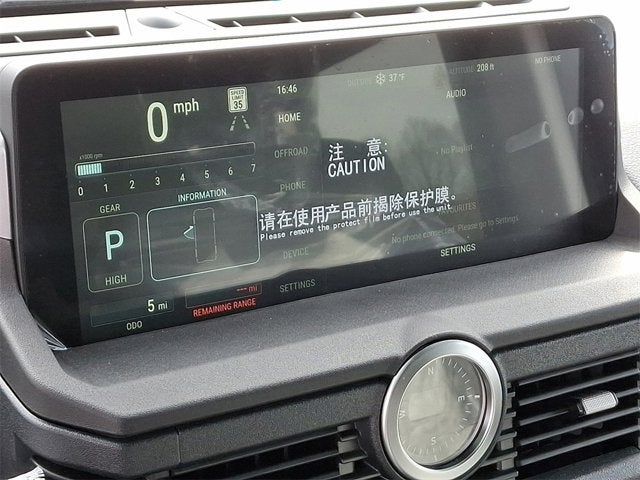 0 mph
SPEED LIMIT 35
16:46
OUTSIDE 37 °F
ALTITUDE 208 ft
NO PHONE
HOME
AUDIO
x1000 rpm
0 1 2 3 4 5 6 7
OFFROAD
注 意:
CAUTION
No Playlist
GEAR
INFORMATION
PHONE
请在使用产品前揭除保护膜。
Please remove the protect film before use the unit.
P
HIGH
No phone connected. Please go to Settings
DEVICE
SETTINGS
5 mi
--- mi
SETTINGS
ODO
REMAINING RANGE
N
W
E
S